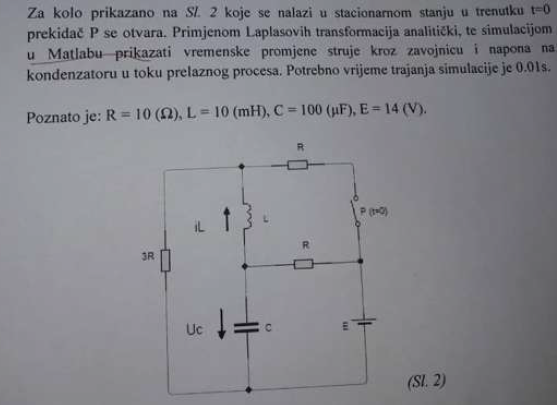 Za kolo prikazano na Sl. 2 koje se nalazi u stacionarnom stanju u trenutku t=0
prekidač P se otvara. Primjenom Laplasovih transformacija analitički, te simulacijom
u Matlabu prikazati vremenske promjene struje kroz zavojnicu i napona na
kondenzatoru u toku prelaznog procesa. Potrebno vrijeme trajanja simulacije je 0.01s.
Poznato je: R = 10 (Ω), L = 10 (mH), C = 100 (μF), E = 14 (V).
R
P (t=0)
iL
L
R
3R
Uc
C
E
(Sl. 2)